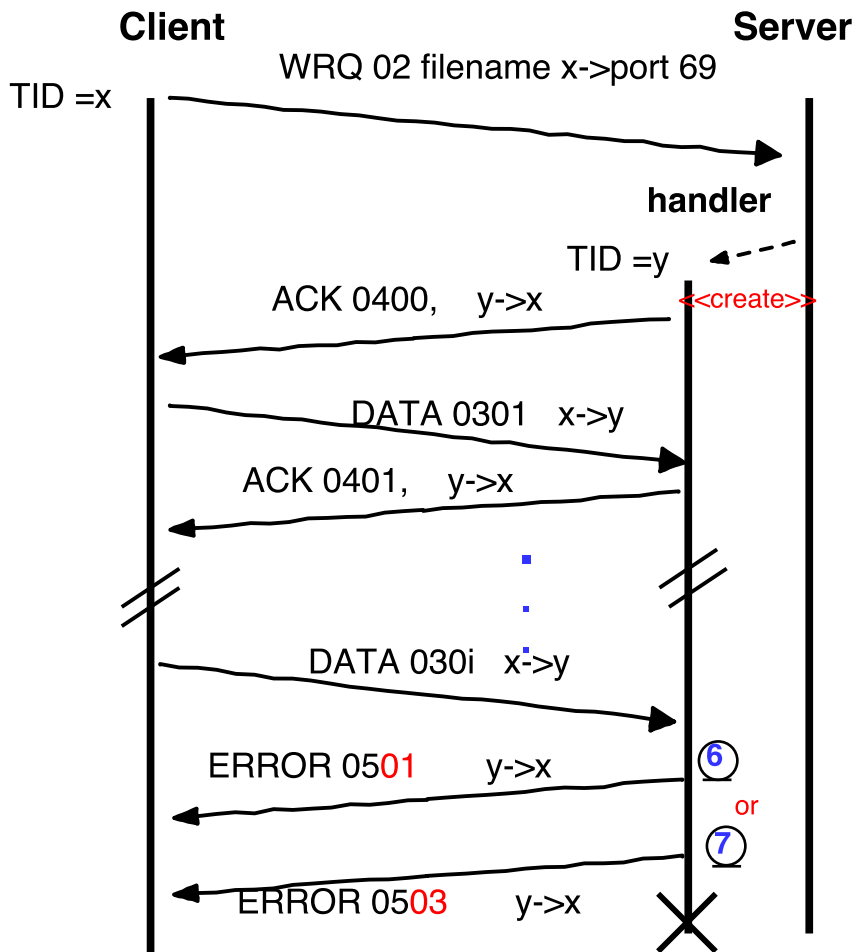 Client
Server
WRQ 02 filename x->port 69
TID =x
handler
TID =y
ACK 0400, y->x
<<create>>
DATA 0301 x->y
ACK 0401, y->x
DATA 030i x->y
ERROR 0501 y->x
6
or
7
ERROR 0503 y->x